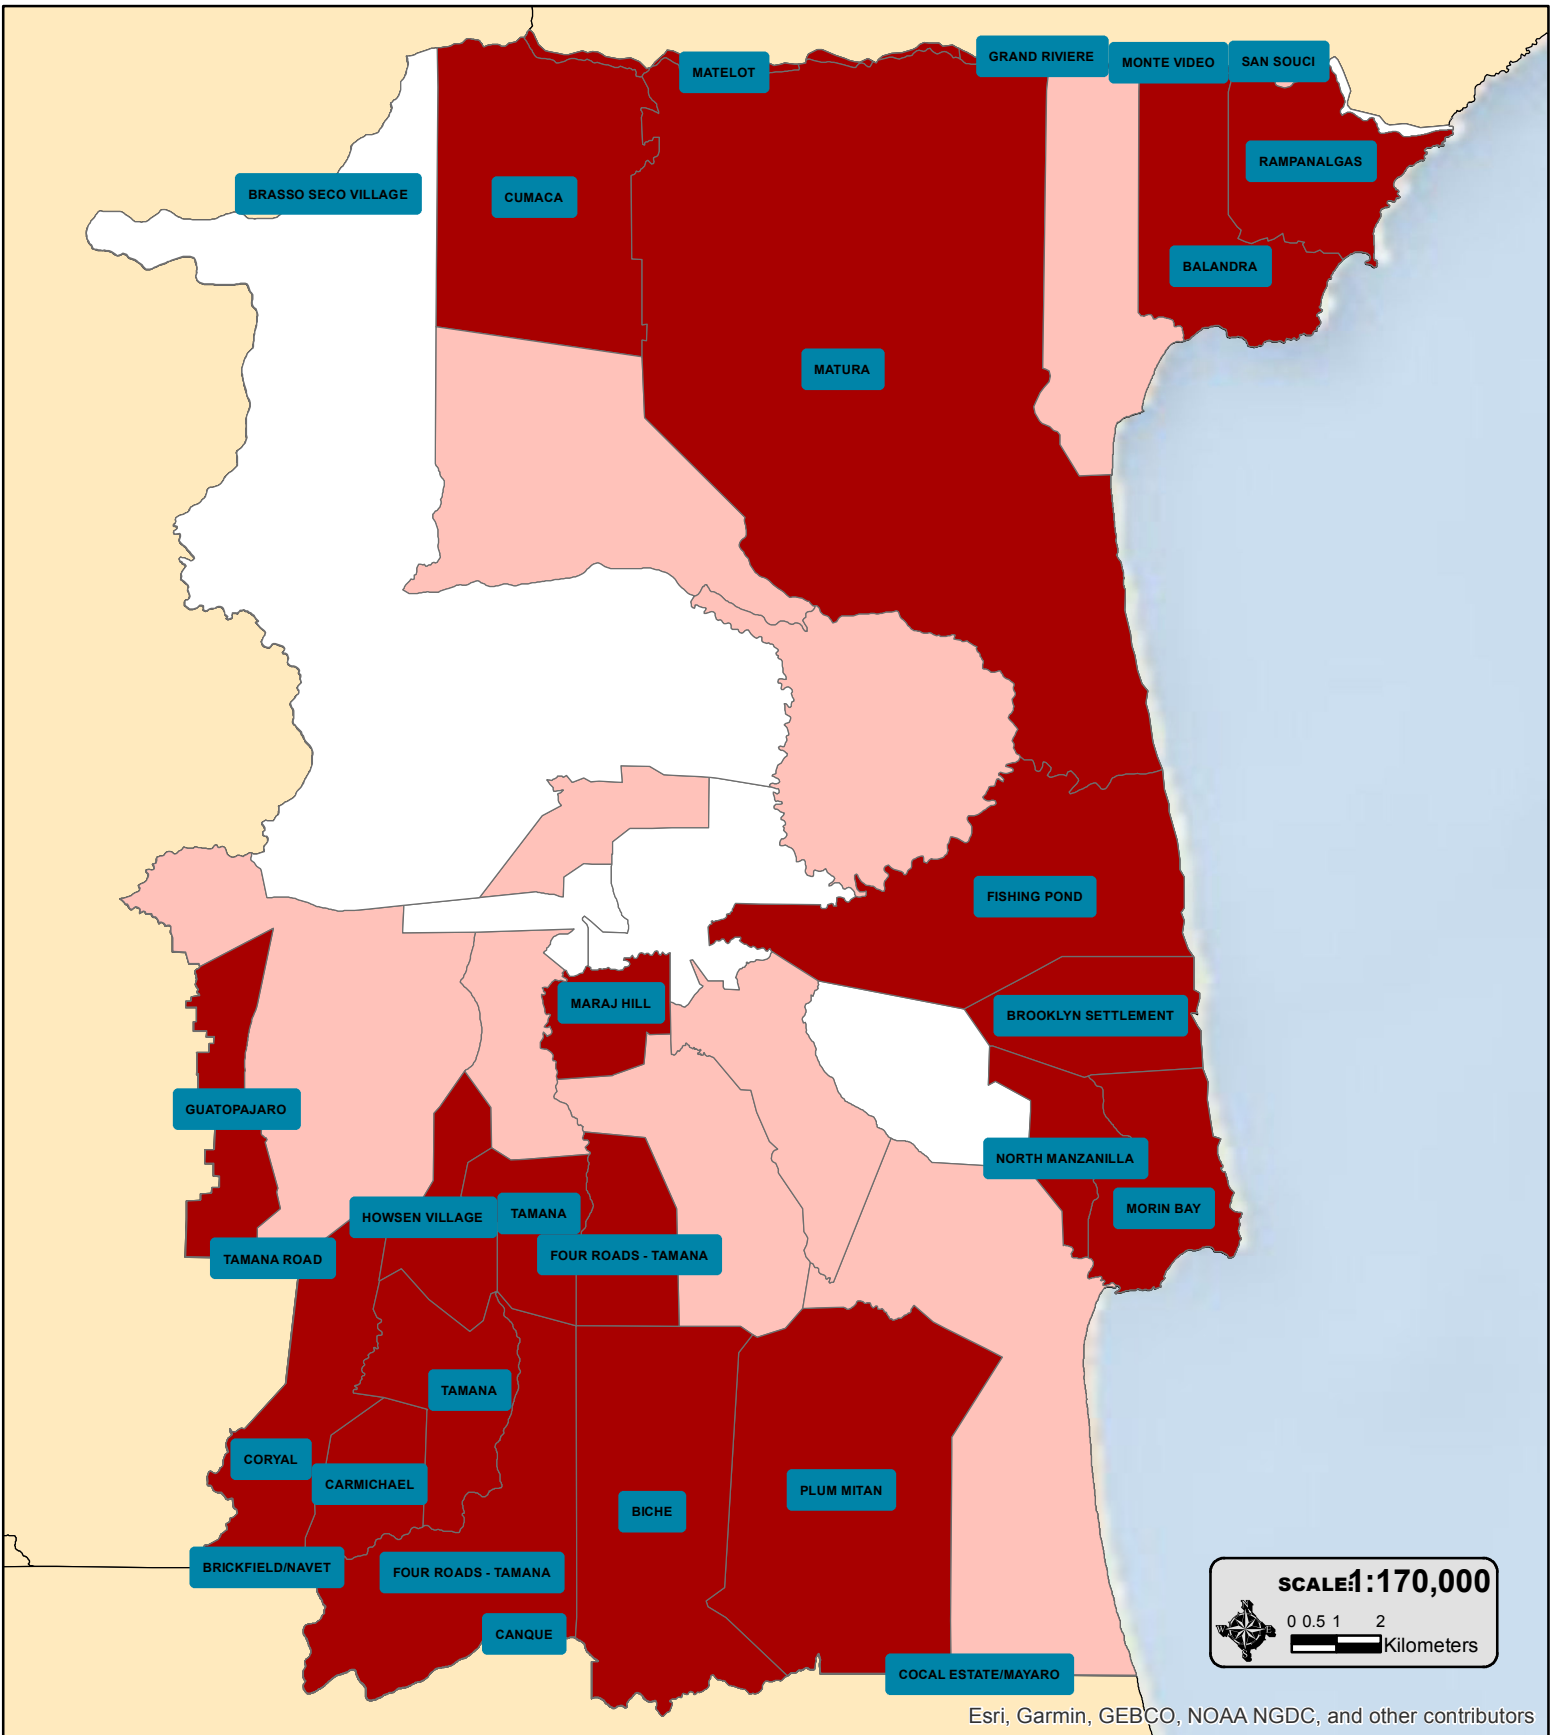 GRAND RIVIERE
MATELOT
MONTE VIDEO
SAN SOUCI
RAMPANALGAS
BRASSO SECO VILLAGE
CUMACA
BALANDRA
MATURA
FISHING POND
MARAJ HILL
BROOKLYN SETTLEMENT
GUATOPAJARO
NORTH MANZANILLA
MORIN BAY
HOWSEN VILLAGE
TAMANA
FOUR ROADS - TAMANA
TAMANA ROAD
TAMANA
CORYAL
CARMICHAEL
PLUM MITAN
BICHE
BRICKFIELD/NAVET
FOUR ROADS - TAMANA
CANQUE
COCAL ESTATE/MAYARO
SCALE:1:170,000
0 0.5 1 2
Kilometers
Esri, Garmin, GEBCO, NOAA NGDC, and other contributors